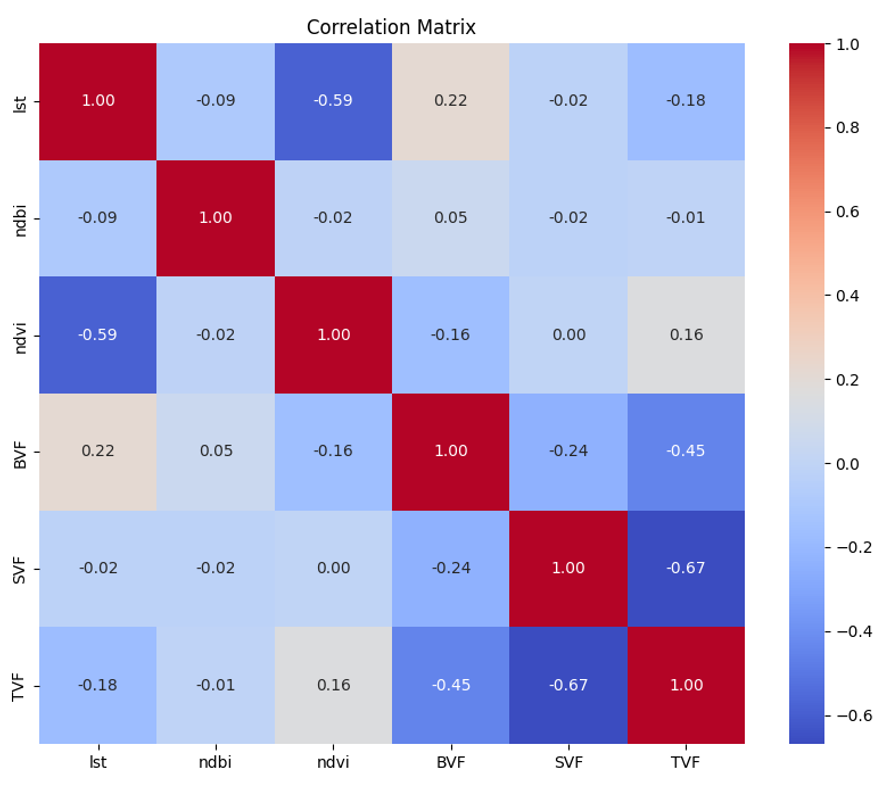 Correlation Matrix
lst 1.00 -0.09 -0.59 0.22 -0.02 -0.18
ndbi -0.09 1.00 -0.02 0.05 -0.02 -0.01
ndvi -0.59 -0.02 1.00 -0.16 0.00 0.16
BVF 0.22 0.05 -0.16 1.00 -0.24 -0.45
SVF -0.02 -0.02 0.00 -0.24 1.00 -0.67
TVF -0.18 -0.01 0.16 -0.45 -0.67 1.00
lst ndbi ndvi BVF SVF TVF
1.0
0.8
0.6
0.4
0.2
0.0
−0.2
−0.4
−0.6